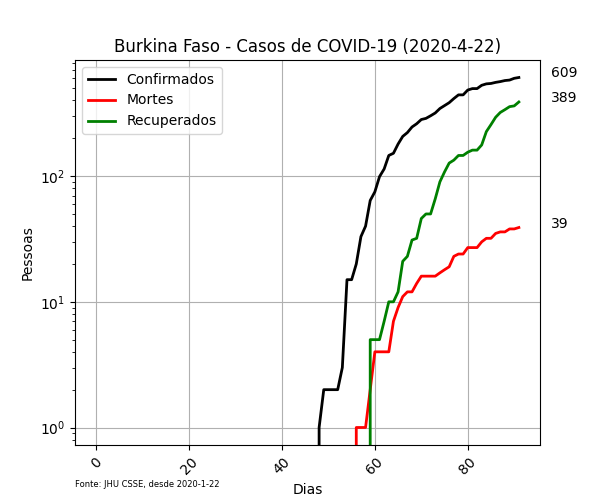 Burkina Faso - Casos de COVID-19 (2020-4-22)
Confirmados
Mortes
Recuperados
609
389
39
10²
10¹
10⁰
Pessoas
0 20 40 60 80
Dias
Fonte: JHU CSSE, desde 2020-1-22